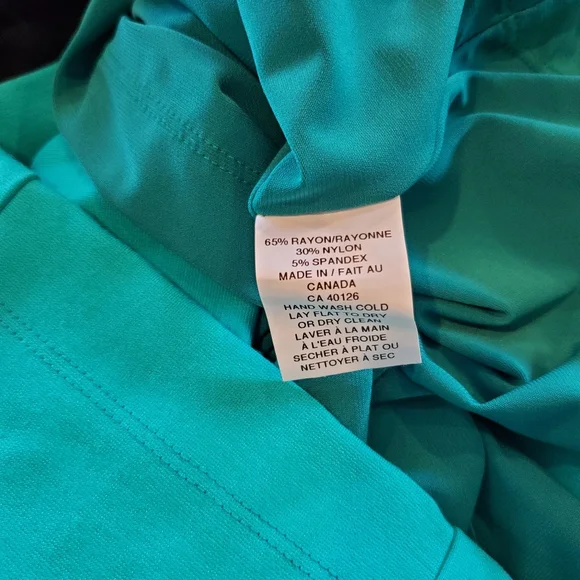 65% RAYON/RAYONNE
30% NYLON
5% SPANDEX
MADE IN / FAIT AU
CANADA
CA 40126
HAND WASH COLD
LAY FLAT TO DRY
OR DRY CLEAN
LAVER À LA MAIN
À L'EAU FROIDE
SECHER À PLAT OU
NETTOYER À SEC